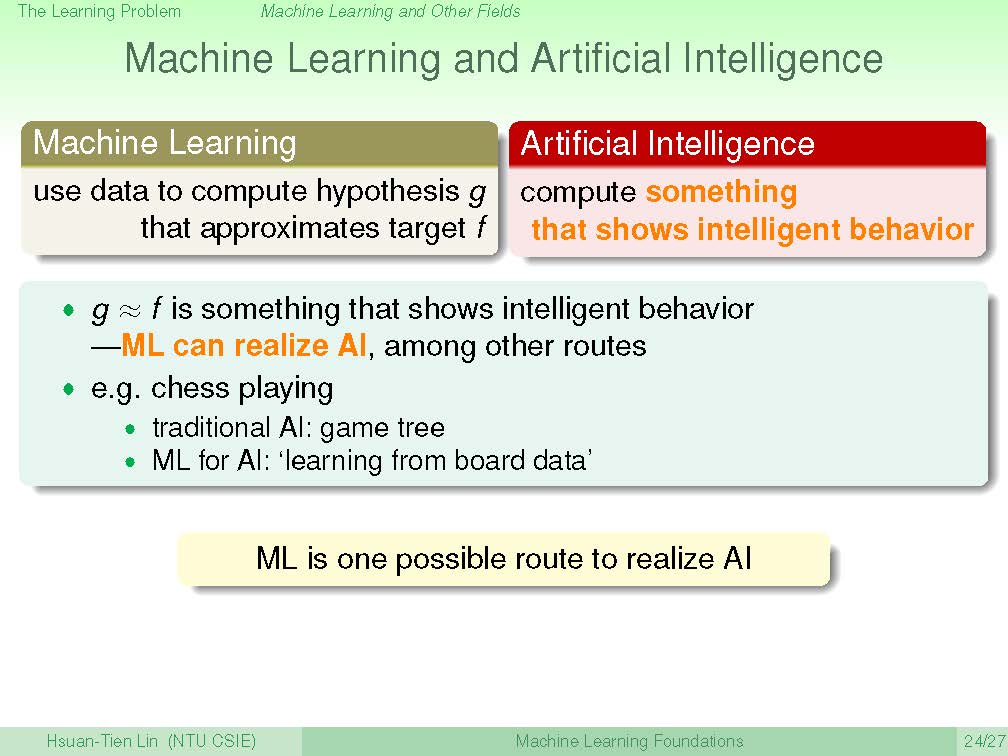 The Learning Problem Machine Learning and Other Fields
Machine Learning and Artificial Intelligence
Machine Learning
use data to compute hypothesis g
that approximates target f
Artificial Intelligence
compute something
that shows intelligent behavior
• g ≈ f is something that shows intelligent behavior
—ML can realize AI, among other routes
• e.g. chess playing
• traditional AI: game tree
• ML for AI: ‘learning from board data’
ML is one possible route to realize AI
Hsuan-Tien Lin (NTU CSIE) Machine Learning Foundations 24/27